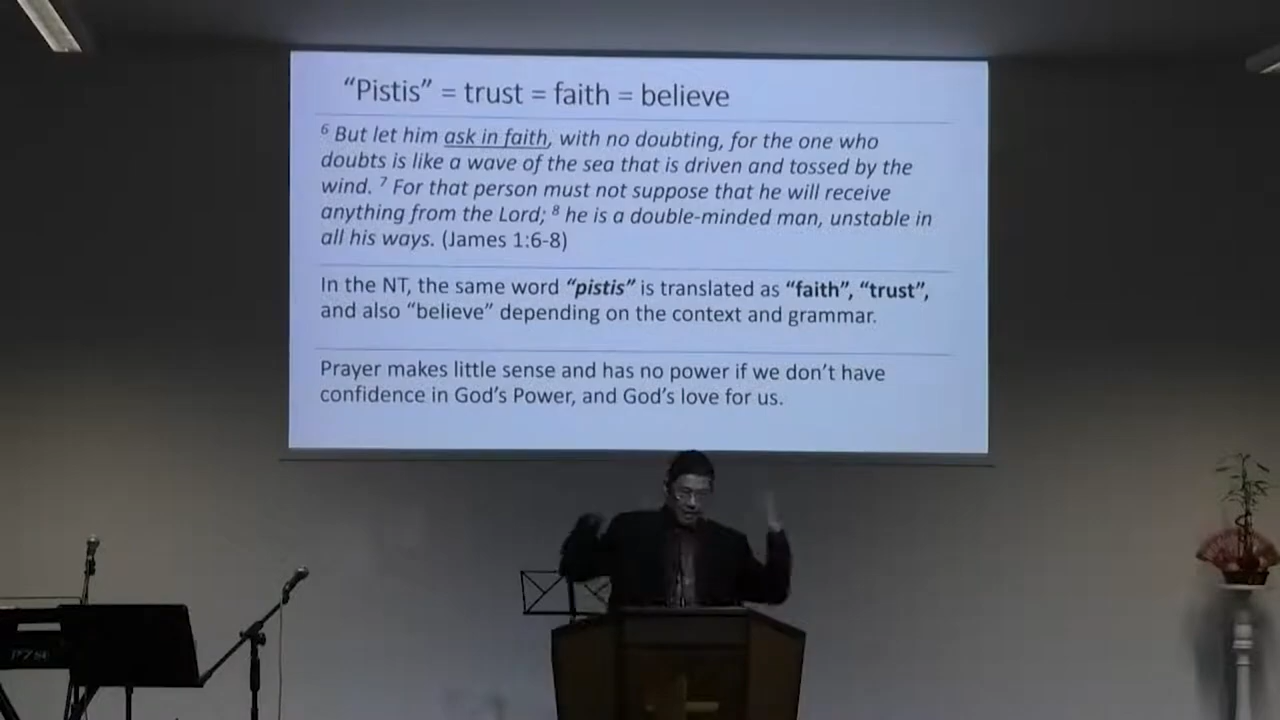 “Pistis” = trust = faith = believe
⁶ But let him ask in faith, with no doubting, for the one who
doubts is like a wave of the sea that is driven and tossed by the
wind. ⁷ For that person must not suppose that he will receive
anything from the Lord; ⁸ he is a double-minded man, unstable in
all his ways. (James 1:6-8)
In the NT, the same word “pistis” is translated as “faith”, “trust”,
and also “believe” depending on the context and grammar.
Prayer makes little sense and has no power if we don’t have
confidence in God’s Power, and God’s love for us.